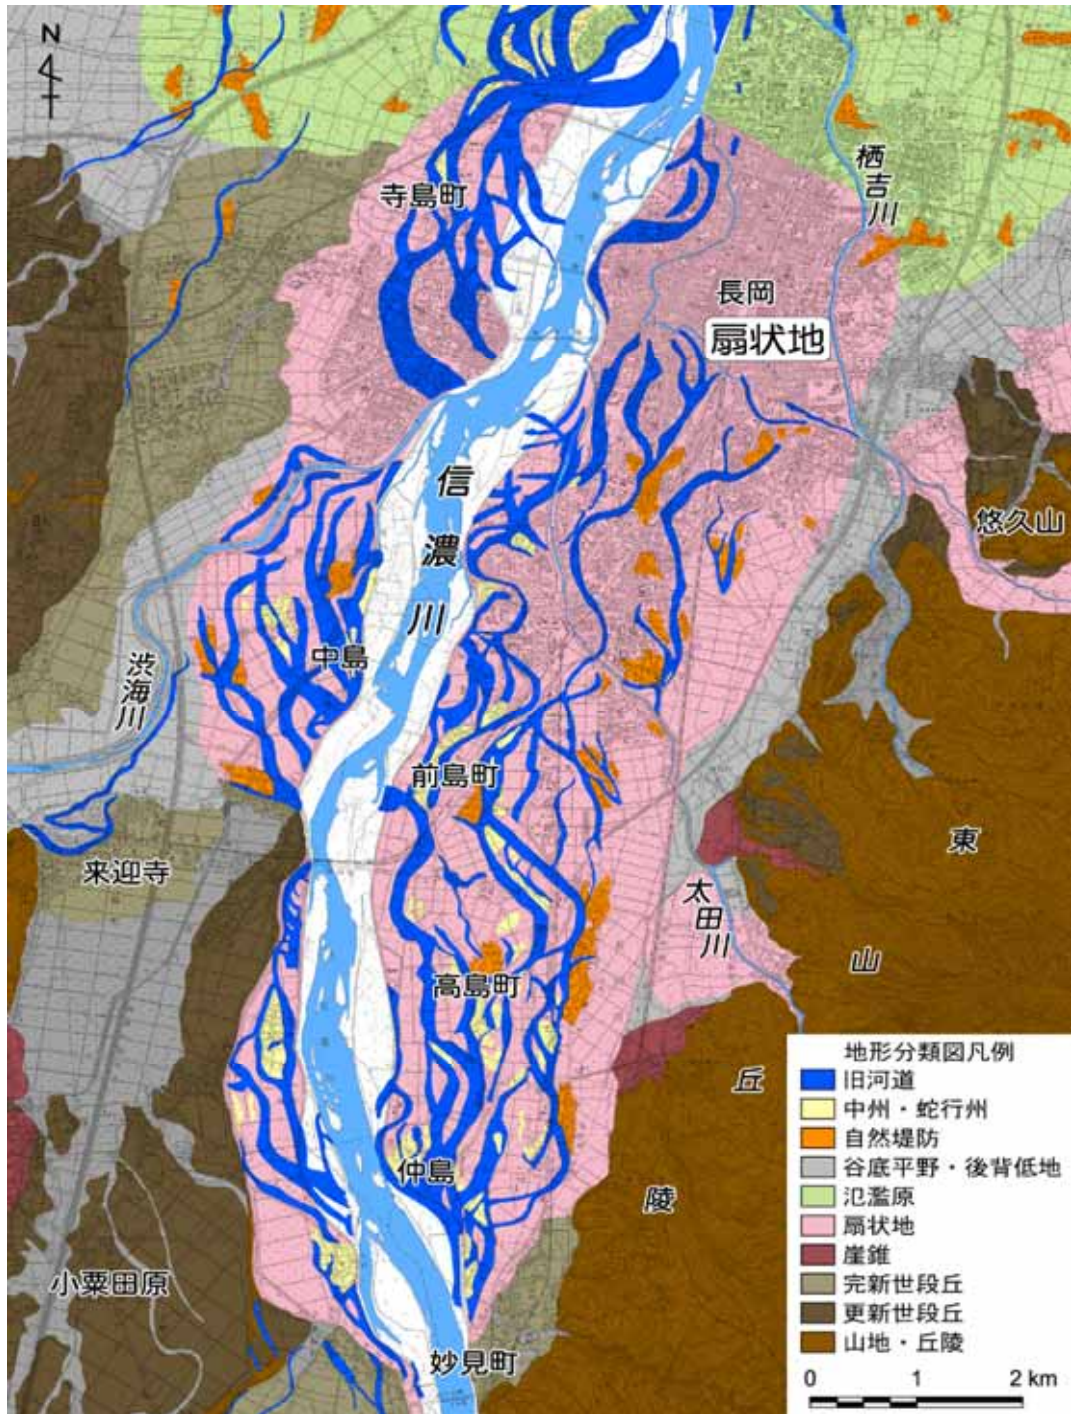 N
寺島町
栖吉川
長岡
扇状地
信濃川
悠久山
中島
渋海川
前島町
東山丘陵
来迎寺
太田川
高島町
仲島
小粟田原
妙見町
地形分類図凡例
旧河道
中州・蛇行州
自然堤防
谷底平野・後背低地
氾濫原
扇状地
崖錐
完新世段丘
更新世段丘
山地・丘陵
0 1 2 km